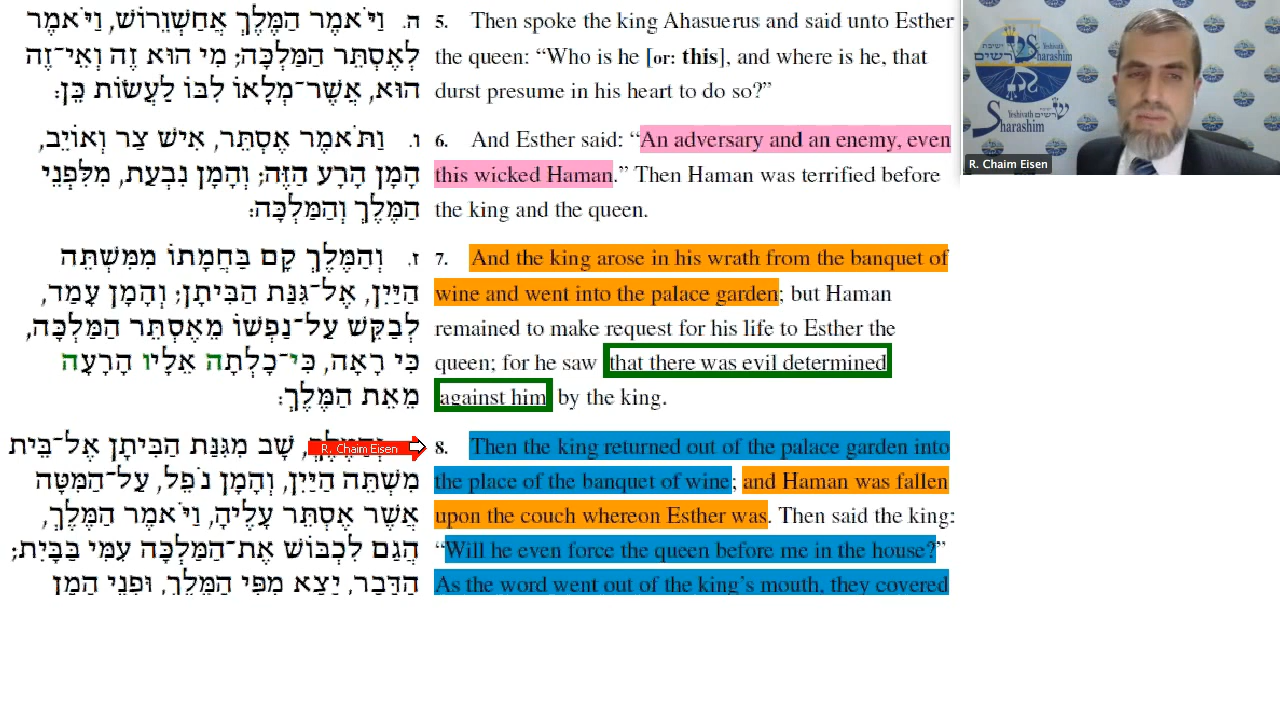 ה. וַיֹּאמֶר הַמֶּלֶךְ אֲחַשְׁוֵרוֹשׁ, וַיֹּאמֶר
לְאֶסְתֵּר הַמַּלְכָּה; מִי הוּא זֶה וְאֵי־זֶה
הוּא, אֲשֶׁר־מְלָאוֹ לִבּוֹ לַעֲשׂוֹת כֵּן:
5. Then spoke the king Ahasuerus and said unto Esther
the queen: “Who is he [or: this], and where is he, that
durst presume in his heart to do so?”
ו. וַתֹּאמֶר אֶסְתֵּר, אִישׁ צַר וְאוֹיֵב,
הָמָן הָרָע הַזֶּה; וְהָמָן נִבְעַת, מִלִּפְנֵי
הַמֶּלֶךְ וְהַמַּלְכָּה:
6. And Esther said: “An adversary and an enemy, even
this wicked Haman.” Then Haman was terrified before
the king and the queen.
ז. וְהַמֶּלֶךְ קָם בַּחֲמָתוֹ מִמִּשְׁתֵּה
הַיַּיִן, אֶל־גִּנַּת הַבִּיתָן; וְהָמָן עָמַד,
לְבַקֵּשׁ עַל־נַפְשׁוֹ מֵאֶסְתֵּר הַמַּלְכָּה,
כִּי רָאָה, כִּי־כָלְתָה אֵלָיו הָרָעָה
מֵאֵת הַמֶּלֶךְ:
7. And the king arose in his wrath from the banquet of
wine and went into the palace garden; but Haman
remained to make request for his life to Esther the
queen; for he saw that there was evil determined
against him by the king.
שָׁב מִגִּנַּת הַבִּיתָן אֶל־בֵּית
מִשְׁתֵּה הַיַּיִן, וְהָמָן נֹפֵל, עַל־הַמִּטָּה
אֲשֶׁר אֶסְתֵּר עָלֶיהָ, וַיֹּאמֶר הַמֶּלֶךְ,
הֲגַם לִכְבּוֹשׁ אֶת־הַמַּלְכָּה עִמִּי בַּבָּיִת;
הַדָּבָר, יָצָא מִפִּי הַמֶּלֶךְ, וּפְנֵי הָמָן
R. Chaim Eisen
8. Then the king returned out of the palace garden into
the place of the banquet of wine; and Haman was fallen
upon the couch whereon Esther was. Then said the king:
“Will he even force the queen before me in the house?”
As the word went out of the king’s mouth, they covered
ישיבת
שרשים
Yeshivath
Sharashim
Sharashim
שרשים
R. Chaim Eisen